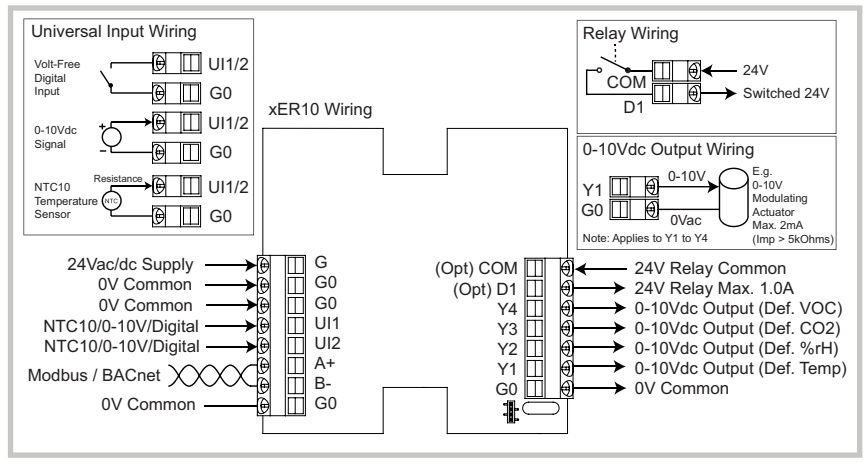 Universal Input Wiring
Volt-Free
Digital
Input
UI1/2
G0
0-10Vdc
Signal
+
-
UI1/2
G0
NTC10
Temperature
Sensor
Resistance
NTC
UI1/2
G0
xER10 Wiring
Relay Wiring
COM
D1
24V
Switched 24V
0-10Vdc Output Wiring
Y1
G0
0-10V
0Vac
E.g.
0-10V
Modulating
Actuator
Max. 2mA
(Imp > 5kOhms)
Note: Applies to Y1 to Y4
24Vac/dc Supply G
0V Common G0
0V Common G0
NTC10/0-10V/Digital UI1
NTC10/0-10V/Digital UI2
Modbus / BACnet A+
B-
0V Common G0
(Opt) COM 24V Relay Common
(Opt) D1 24V Relay Max. 1.0A
Y4 0-10Vdc Output (Def. VOC)
Y3 0-10Vdc Output (Def. CO2)
Y2 0-10Vdc Output (Def. %rH)
Y1 0-10Vdc Output (Def. Temp)
G0 0V Common